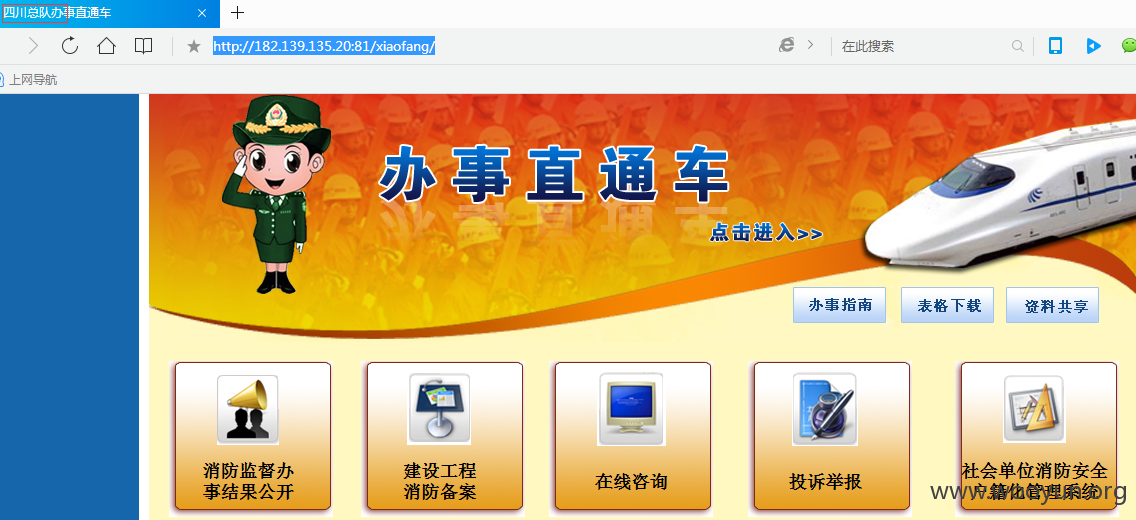 四川总队办事直通车
http://182.139.135.20:81/xiaofang/
在此搜索
上网导航
办事直通车
点击进入>>
办事指南
表格下载
资料共享
消防监督办
事结果公开
建设工程
消防备案
在线咨询
投诉举报
社会单位消防安全
户籍化管理系统